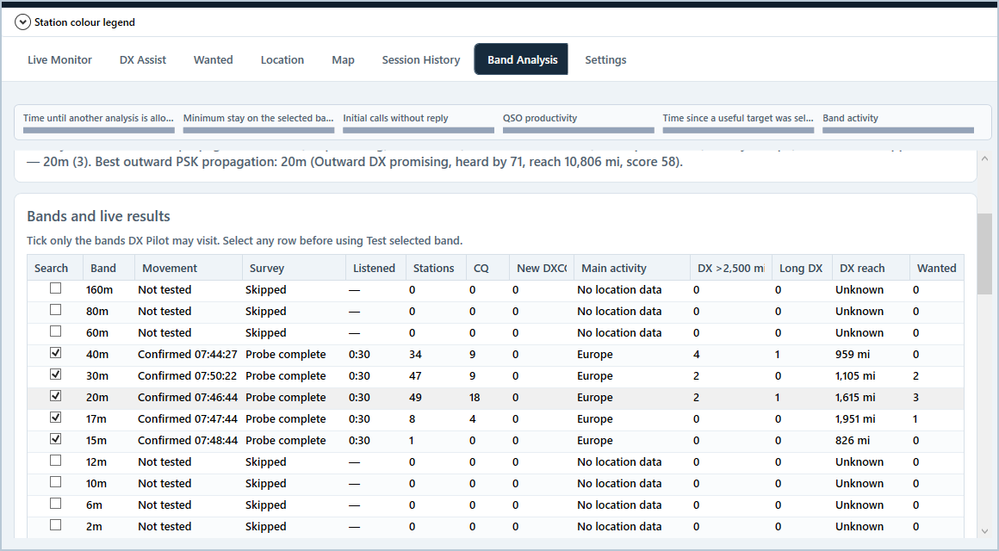 Station colour legend
Live Monitor DX Assist Wanted Location Map Session History Band Analysis Settings
Time until another analysis is allo... Minimum stay on the selected ba... Initial calls without reply QSO productivity Time since a useful target was sel... Band activity
— 20m (3). Best outward PSK propagation: 20m (Outward DX promising, heard by 71, reach 10,806 mi, score 58).
Bands and live results
Tick only the bands DX Pilot may visit. Select any row before using Test selected band.
Search Band Movement Survey Listened Stations CQ New DXCC Main activity DX >2,500 mi Long DX DX reach Wanted
160m Not tested Skipped — 0 0 0 No location data 0 0 Unknown 0
80m Not tested Skipped — 0 0 0 No location data 0 0 Unknown 0
60m Not tested Skipped — 0 0 0 No location data 0 0 Unknown 0
40m Confirmed 07:44:27 Probe complete 0:30 34 9 0 Europe 4 1 959 mi 0
30m Confirmed 07:50:22 Probe complete 0:30 47 9 0 Europe 2 0 1,105 mi 2
20m Confirmed 07:46:44 Probe complete 0:30 49 18 0 Europe 2 1 1,615 mi 3
17m Confirmed 07:47:44 Probe complete 0:30 8 4 0 Europe 0 0 1,951 mi 1
15m Confirmed 07:48:44 Probe complete 0:30 1 0 0 Europe 0 0 826 mi 0
12m Not tested Skipped — 0 0 0 No location data 0 0 Unknown 0
10m Not tested Skipped — 0 0 0 No location data 0 0 Unknown 0
6m Not tested Skipped — 0 0 0 No location data 0 0 Unknown 0
2m Not tested Skipped — 0 0 0 No location data 0 0 Unknown 0